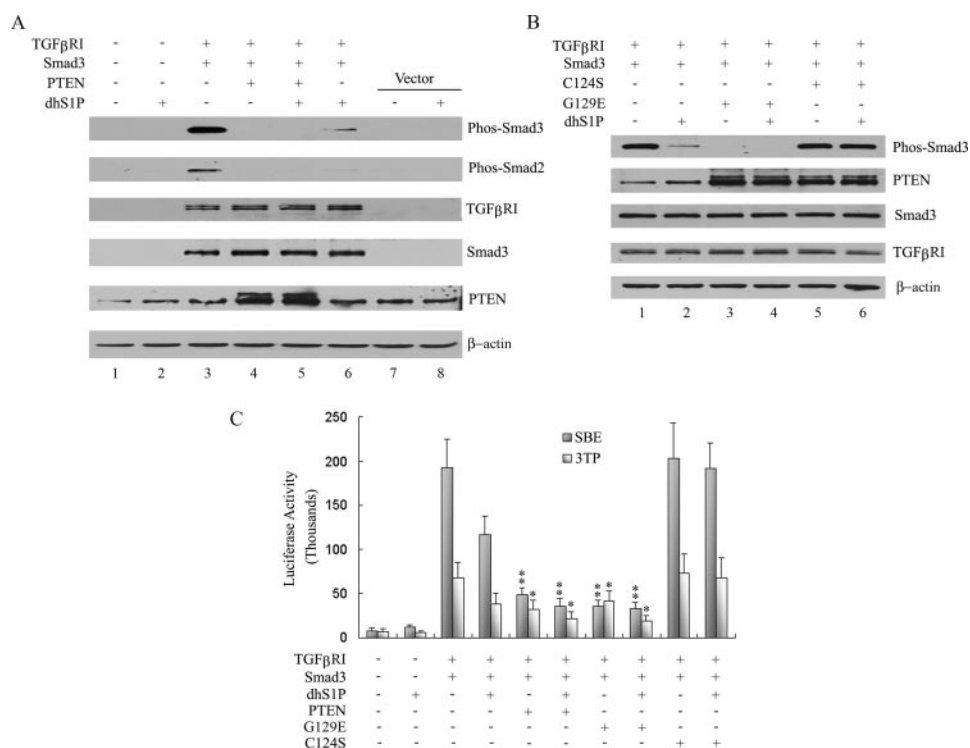 A
TGFβRI - - + + + + 
Smad3 - - + + + +
PTEN - - - + + - Vector
dhS1P - + - - + + - +
Phos-Smad3
Phos-Smad2
TGFβRI
Smad3
PTEN
β-actin
1 2 3 4 5 6 7 8
B
TGFβRI + + + + + +
Smad3 + + + + + +
C124S - - - - + +
G129E - - + + - -
dhS1P - + - + - +
Phos-Smad3
PTEN
Smad3
TGFβRI
β-actin
1 2 3 4 5 6
C
Luciferase Activity
(Thousands)
250
200
150
100
50
0
SBE
3TP
** * ** * ** * ** *
TGFβRI - - + + + + + + + +
Smad3 - - + + + + + + + +
dhS1P - + - + - + - + - +
PTEN - - - - + + - - - -
G129E - - - - - - + + - -
C124S - - - - - - - - + +